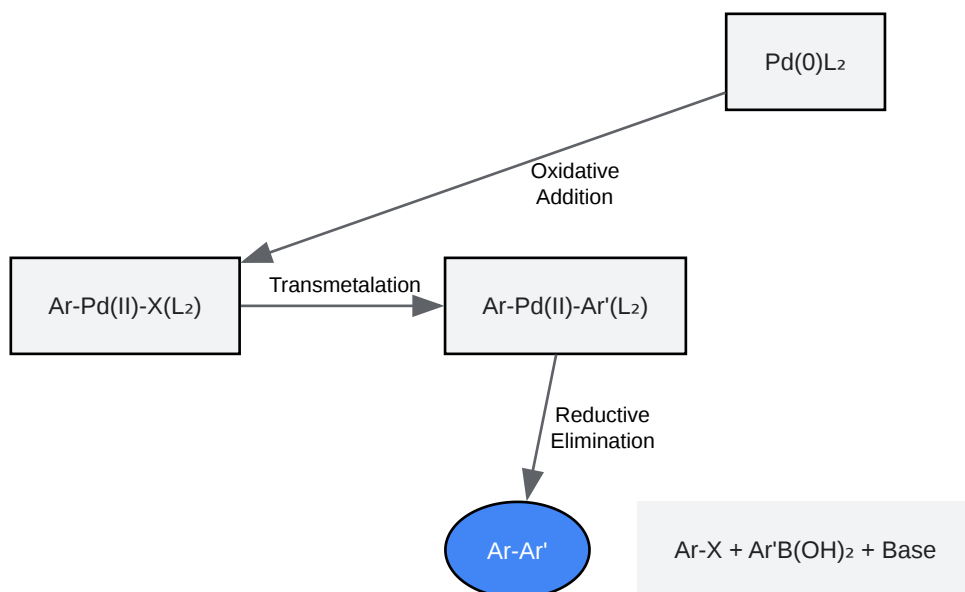 Pd(0)L₂
Oxidative
Addition
Ar-Pd(II)-X(L₂)
Transmetalation
Ar-Pd(II)-Ar'(L₂)
Reductive
Elimination
Ar-Ar'
Ar-X + Ar'B(OH)₂ + Base